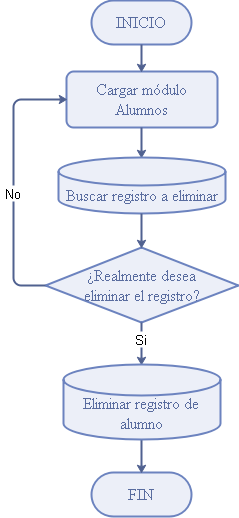 INICIO
Cargar módulo
Alumnos
Buscar registro a eliminar
No
¿Realmente desea
eliminar el registro?
Si
Eliminar registro de
alumno
FIN